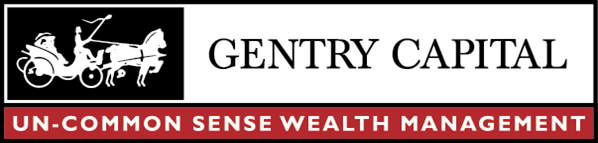 GENTRY CAPITAL
UN-COMMON SENSE WEALTH MANAGEMENT